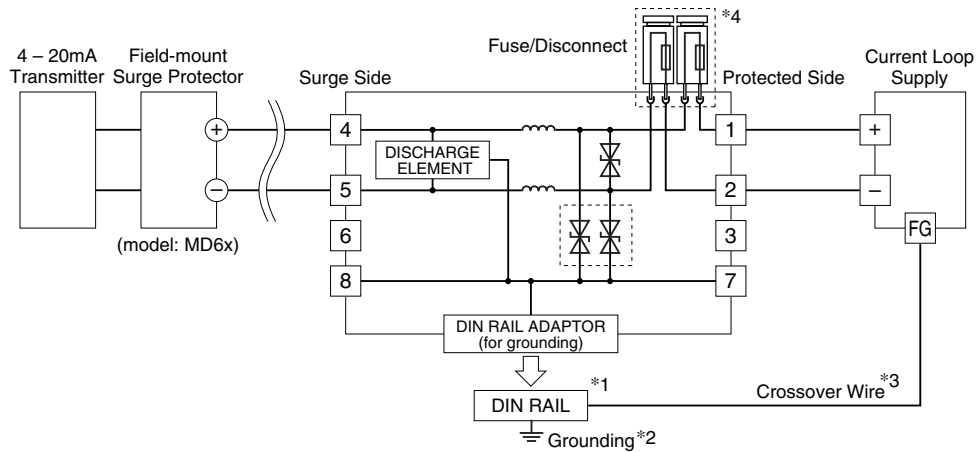 *4
Fuse/Disconnect
4 – 20mA
Transmitter
Field-mount
Surge Protector
Surge Side
Protected Side
Current Loop
Supply
+
4
1
+
DISCHARGE
ELEMENT
–
5
2
–
6
3
FG
(model: MD6x)
8
7
DIN RAIL ADAPTOR
(for grounding)
*1
DIN RAIL
Crossover Wire*3
Grounding*2